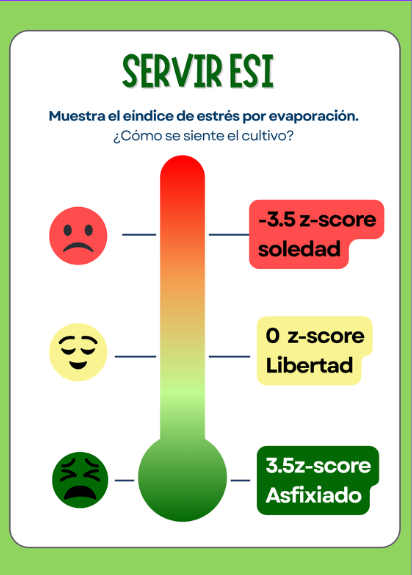 SERVIR ESI
Muestra el eíndice de estrés por evaporación.
¿Cómo se siente el cultivo?
-3.5 z-score
soledad
0 z-score
Libertad
3.5z-score
Asfixiado